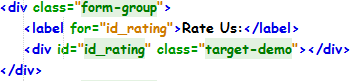 <div class="form-group">
<label for="id_rating">Rate Us:</label>
<div id="id_rating" class="target-demo"></div>
</div>